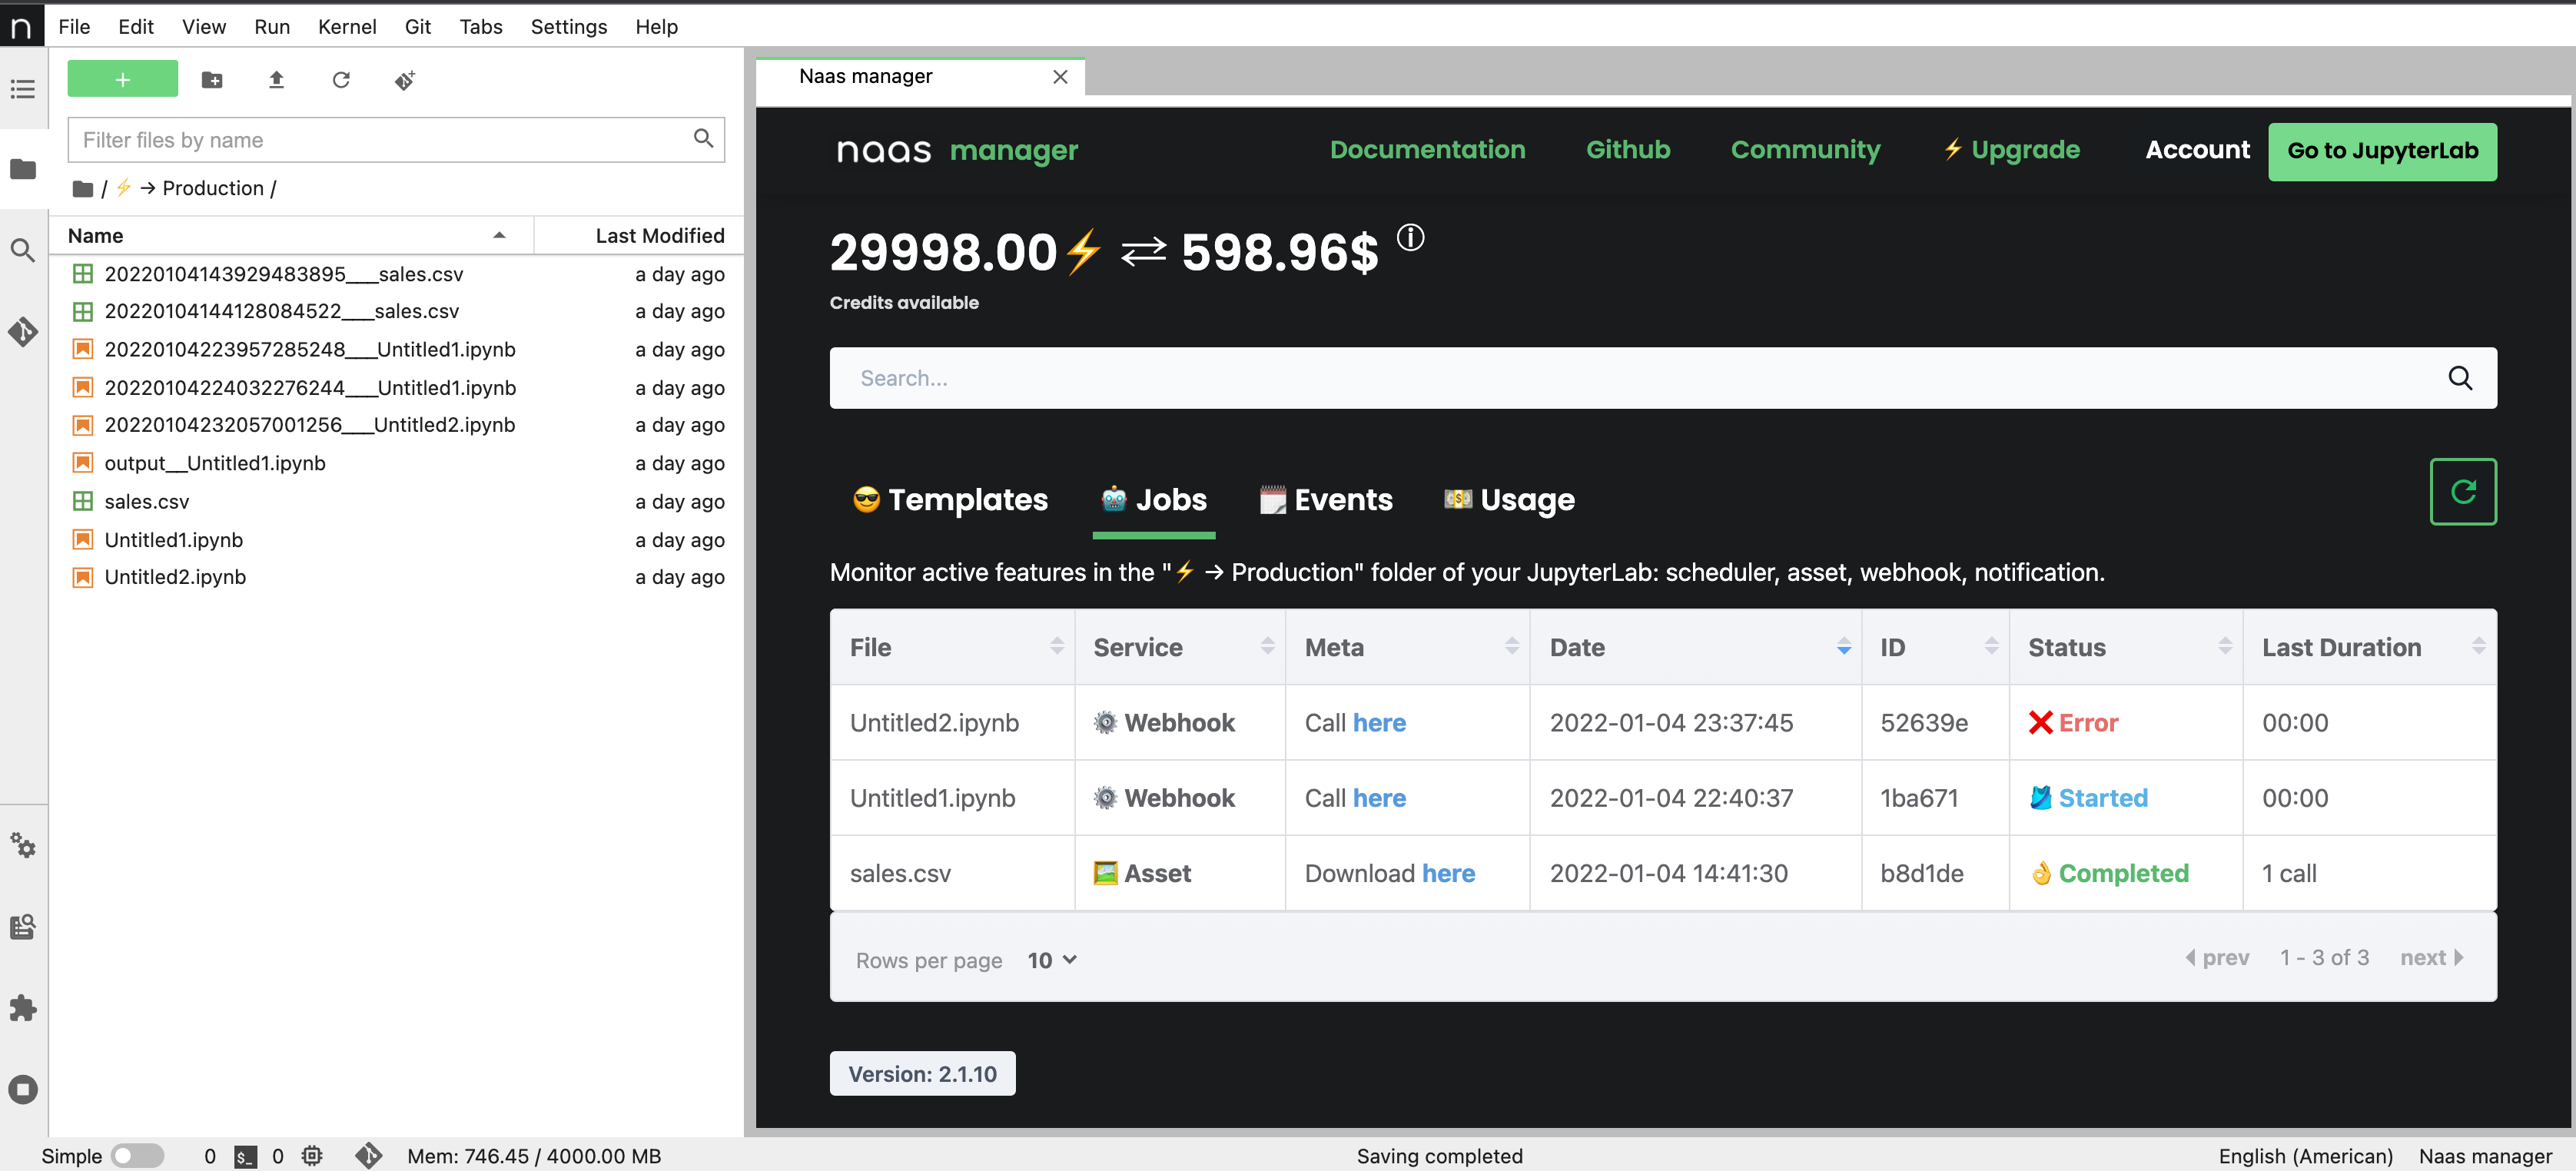 n File Edit View Run Kernel Git Tabs Settings Help
+
Filter files by name
/ ⚡ → Production /
Name Last Modified
20220104143929483895___sales.csv a day ago
20220104144128084522___sales.csv a day ago
20220104223957285248___Untitled1.ipynb a day ago
20220104224032276244___Untitled1.ipynb a day ago
20220104232057001256___Untitled2.ipynb a day ago
output__Untitled1.ipynb a day ago
sales.csv a day ago
Untitled1.ipynb a day ago
Untitled2.ipynb a day ago
Naas manager
naas manager Documentation Github Community ⚡ Upgrade Account Go to JupyterLab
29998.00⚡ ⇄ 598.96$ ⓘ
Credits available
Search...
😎 Templates 🤖 Jobs 🗓 Events 💵 Usage
Monitor active features in the "⚡ → Production" folder of your JupyterLab: scheduler, asset, webhook, notification.
File Service Meta Date ID Status Last Duration
Untitled2.ipynb ⚙️ Webhook Call here 2022-01-04 23:37:45 52639e ❌ Error 00:00
Untitled1.ipynb ⚙️ Webhook Call here 2022-01-04 22:40:37 1ba671 🎽 Started 00:00
sales.csv 🖼 Asset Download here 2022-01-04 14:41:30 b8d1de 👌 Completed 1 call
Rows per page 10 prev 1 - 3 of 3 next
Version: 2.1.10
Simple 0 $_ 0 Mem: 746.45 / 4000.00 MB Saving completed English (American) Naas manager